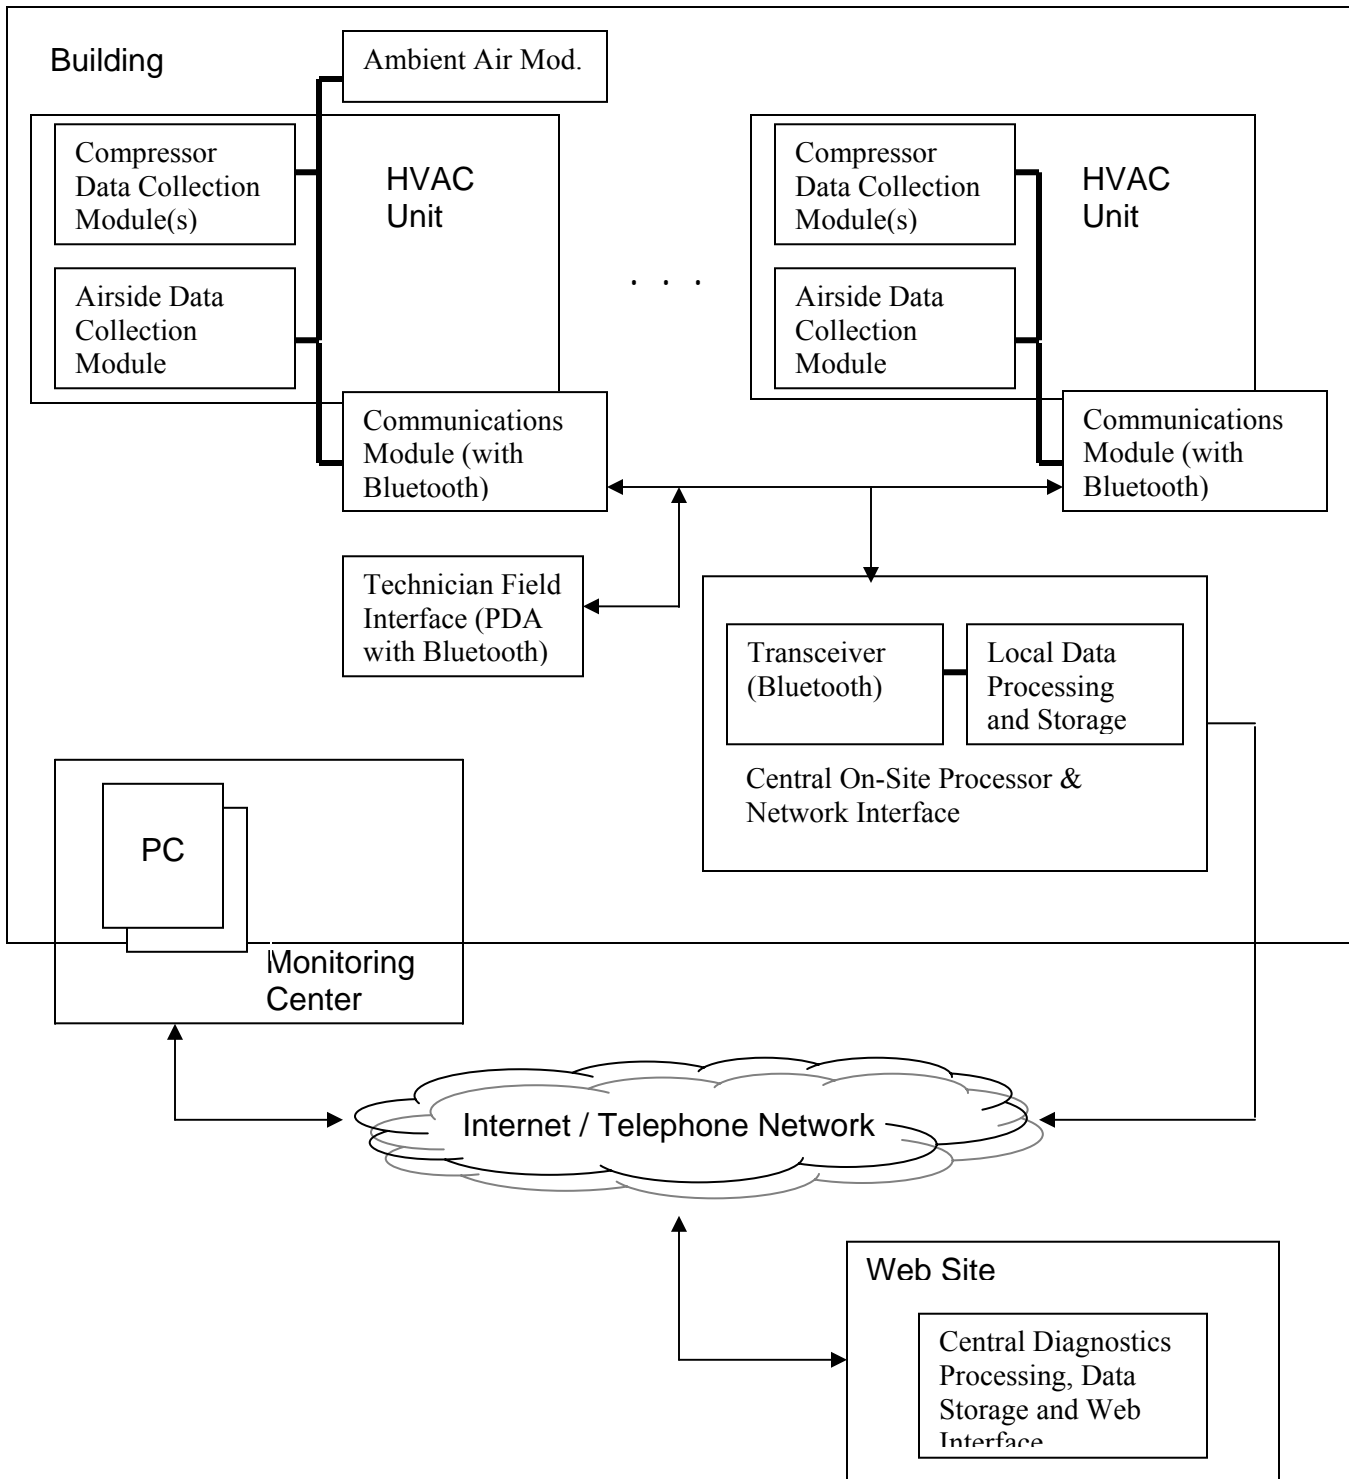 Building
Ambient Air Mod.
Compressor
Data Collection
Module(s)
HVAC
Unit
Airside Data
Collection
Module
Communications
Module (with
Bluetooth)
. . .
Compressor
Data Collection
Module(s)
HVAC
Unit
Airside Data
Collection
Module
Communications
Module (with
Bluetooth)
Technician Field
Interface (PDA
with Bluetooth)
Transceiver
(Bluetooth)
Local Data
Processing
and Storage
Central On-Site Processor &
Network Interface
PC
Monitoring
Center
Internet / Telephone Network
Web Site
Central Diagnostics
Processing, Data
Storage and Web
Interface